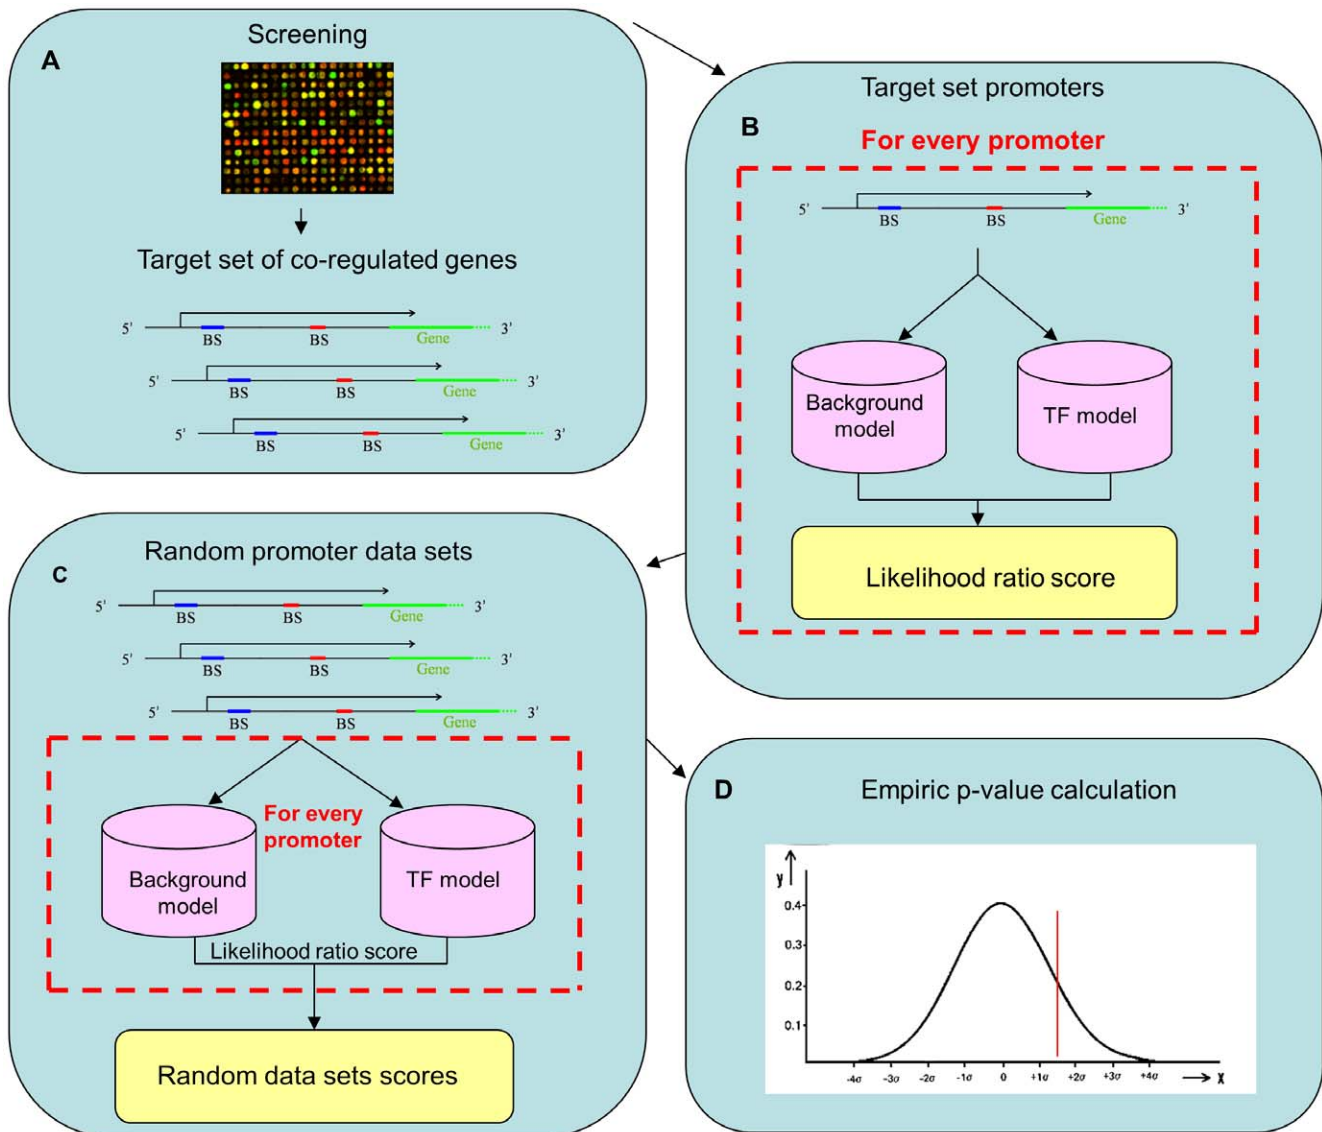 Screening
A
Target set of co-regulated genes
5' 3'
BS BS Gene
5' 3'
BS BS Gene
5' 3'
BS BS Gene
Target set promoters
B
For every promoter
5' 3'
BS BS Gene
Background
model
TF model
Likelihood ratio score
Random promoter data sets
C
5' 3'
BS BS Gene
5' 3'
BS BS Gene
5' 3'
BS BS Gene
For every
promoter
Background
model
TF model
Likelihood ratio score
Random data sets scores
D
Empiric p-value calculation
y
0.4
0.3
0.2
0.1
-4σ -3σ -2σ -1σ 0 +1σ +2σ +3σ +4σ X